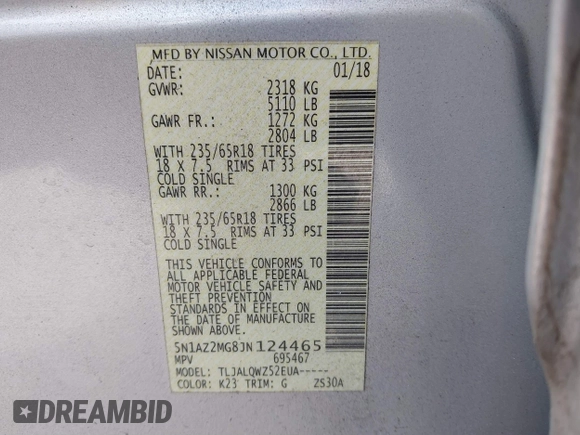 MFD BY NISSAN MOTOR CO., LTD.
DATE: 01/18
GVWR: 2318 KG
5110 LB
GAWR FR.: 1272 KG
2804 LB
WITH 235/65R18 TIRES
18 X 7.5 RIMS AT 33 PSI
COLD SINGLE
GAWR RR.: 1300 KG
2866 LB
WITH 235/65R18 TIRES
18 X 7.5 RIMS AT 33 PSI
COLD SINGLE
THIS VEHICLE CONFORMS TO
ALL APPLICABLE FEDERAL
MOTOR VEHICLE SAFETY AND
THEFT PREVENTION
STANDARDS IN EFFECT ON
THE DATE OF MANUFACTURE
SHOWN ABOVE.
5N1AZ2MG8JN124465
MPV 695467
MODEL: TLJALQWZ52EUA-----
COLOR: K23 TRIM: G ZS30A
EPICVIN.COM